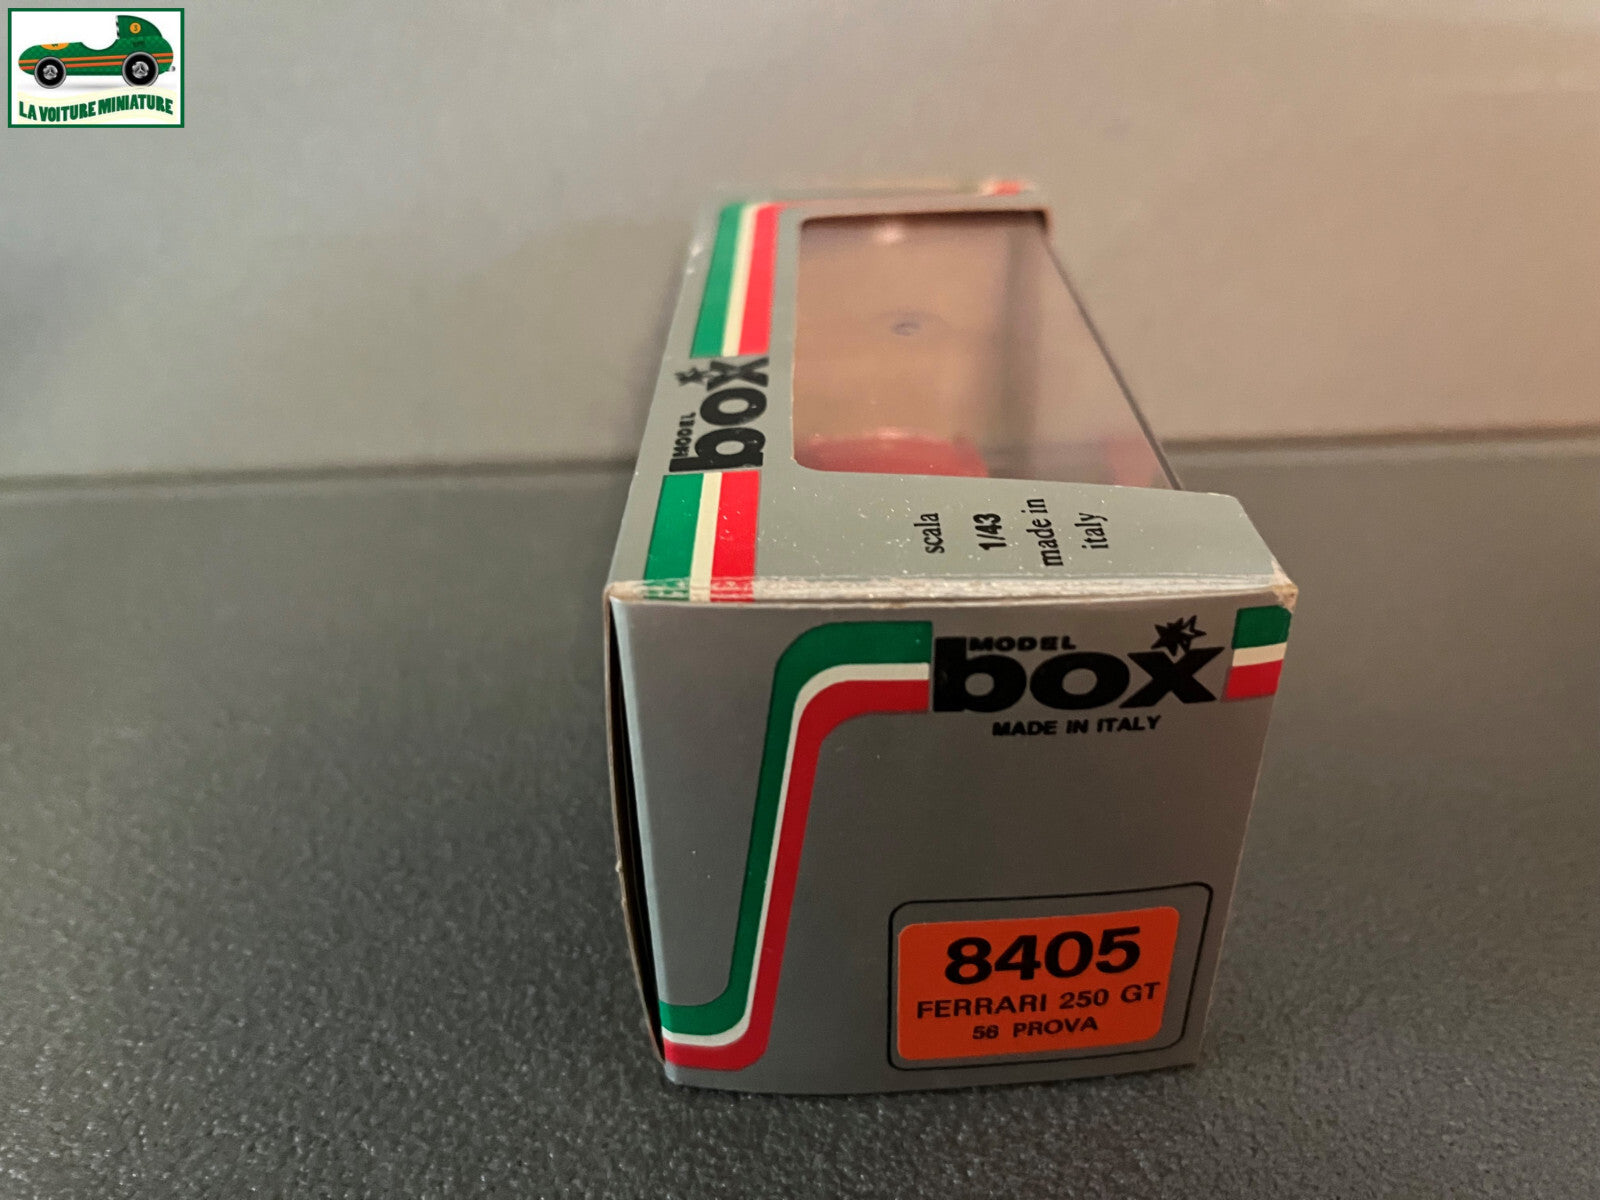 LA VOITURE MINIATURE
MODEL
box
scala
1/43
made in
italy
MODEL
box
MADE IN ITALY
8405
FERRARI 250 GT
56 PROVA